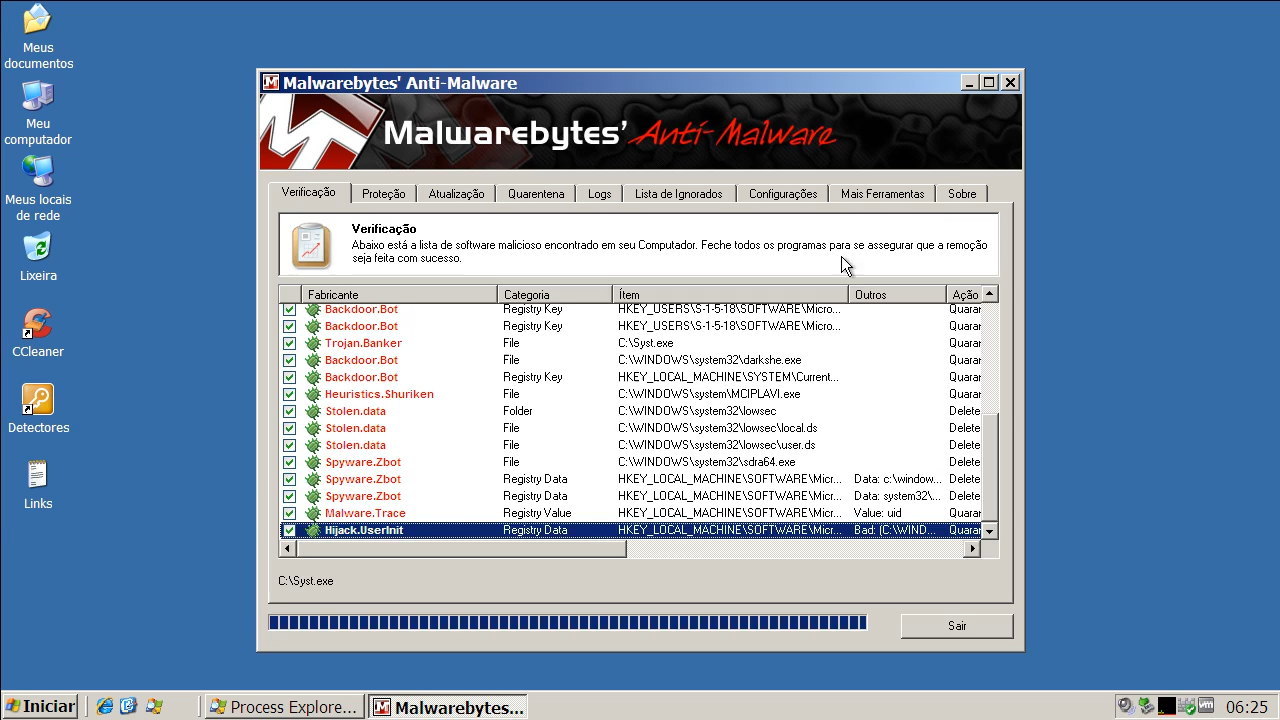 Meus
documentos
Meu
computador
Meus locais
de rede
Lixeira
CCleaner
Detectores
Links
Malwarebytes' Anti-Malware
Malwarebytes' Anti-Malware
Verificação Proteção Atualização Quarentena Logs Lista de Ignorados Configurações Mais Ferramentas Sobre
Verificação
Abaixo está a lista de software malicioso encontrado em seu Computador. Feche todos os programas para se assegurar que a remoção
seja feita com sucesso.
Fabricante Categoria Ítem Outros Ação
Backdoor.Bot Registry Key HKEY_USERS\S-1-5-18\SOFTWARE\Micro... Quarar
Backdoor.Bot Registry Key HKEY_USERS\S-1-5-18\SOFTWARE\Micro... Quarar
Trojan.Banker File C:\Syst.exe Quarar
Backdoor.Bot File C:\WINDOWS\system32\darkshe.exe Quarar
Backdoor.Bot Registry Key HKEY_LOCAL_MACHINE\SYSTEM\Current... Quarar
Heuristics.Shuriken File C:\WINDOWS\system\MCIPLAVI.exe Quarar
Stolen.data Folder C:\WINDOWS\system32\lowsec Delete
Stolen.data File C:\WINDOWS\system32\lowsec\local.ds Delete
Stolen.data File C:\WINDOWS\system32\lowsec\user.ds Delete
Spyware.Zbot File C:\WINDOWS\system32\sdra64.exe Delete
Spyware.Zbot Registry Data HKEY_LOCAL_MACHINE\SOFTWARE\Micr... Data: c:\window... Delete
Spyware.Zbot Registry Data HKEY_LOCAL_MACHINE\SOFTWARE\Micr... Data: system32\... Delete
Malware.Trace Registry Value HKEY_LOCAL_MACHINE\SOFTWARE\Micr... Value: uid Delete
Hijack.UserInit Registry Data HKEY_LOCAL_MACHINE\SOFTWARE\Micr... Bad: (C:\WIND... Quarar
C:\Syst.exe
Sair
Iniciar Process Explore... Malwarebytes... 06:25